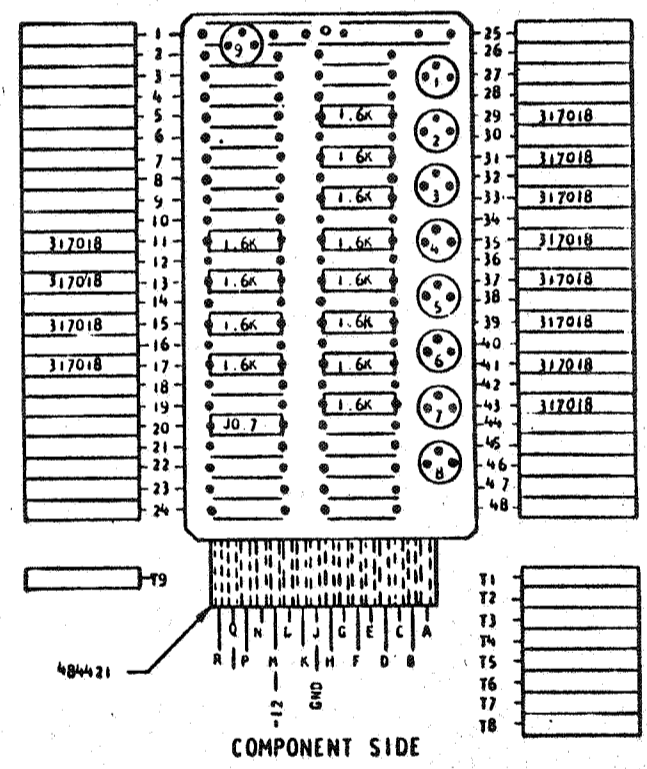 1 9 25
2 26
3 1 27
4 28
5 1.6K 29 317018
6 2 30
7 1.6K 31 317018
8 32
9 1.6K 3 33 317018
10 34
317018 11 1.6K 1.6K 4 35 317018
12 36
317018 13 1.6K 1.6K 37 317018
14 5 38
317018 15 1.6K 1.6K 39 317018
16 6 40
317018 17 1.6K 1.6K 41 317018
18 42
19 1.6K 7 43 317018
20 JO.7 44
21 45
22 8 46
23 47
24 48
T9
T1
T2
T3
T4
T5
T6
T7
T8
Q N L J G E C A
R P M K H F D B
484421
-12 GND
COMPONENT SIDE